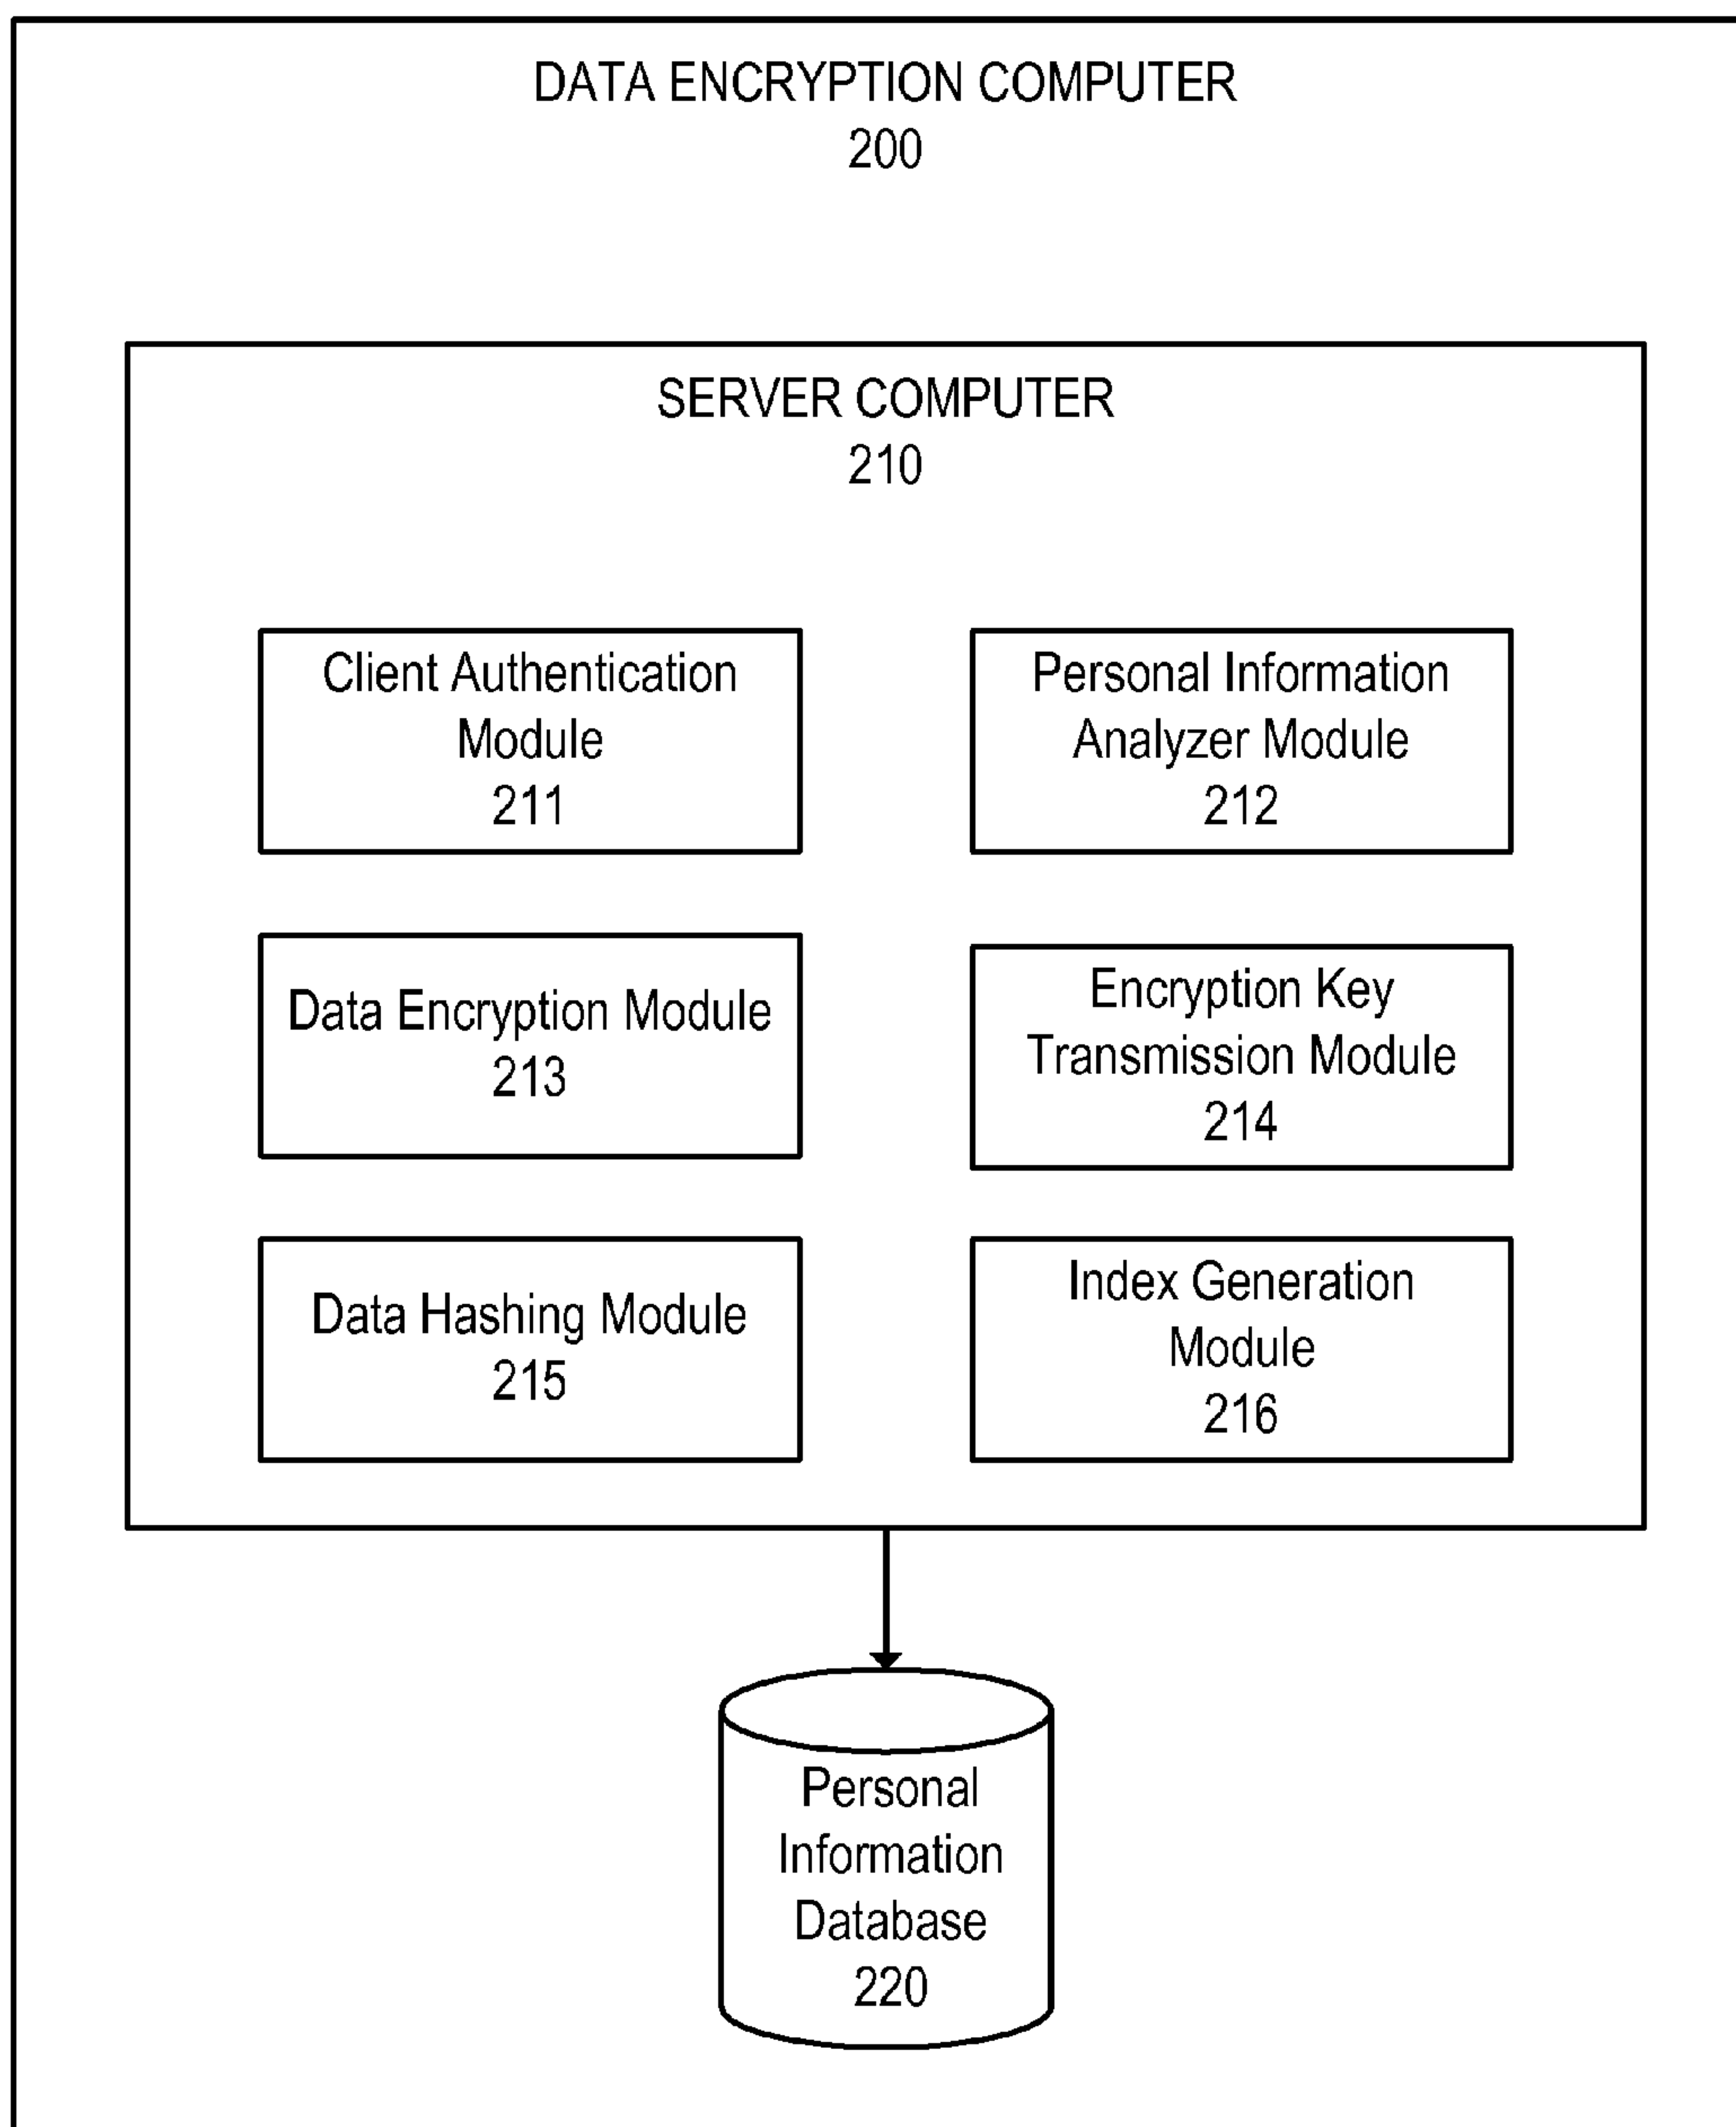 DATA ENCRYPTION COMPUTER
200
SERVER COMPUTER
210
Client Authentication
Module
211
Personal Information
Analyzer Module
212
Data Encryption Module
213
Encryption Key
Transmission Module
214
Data Hashing Module
215
Index Generation
Module
216
Personal
Information
Database
220